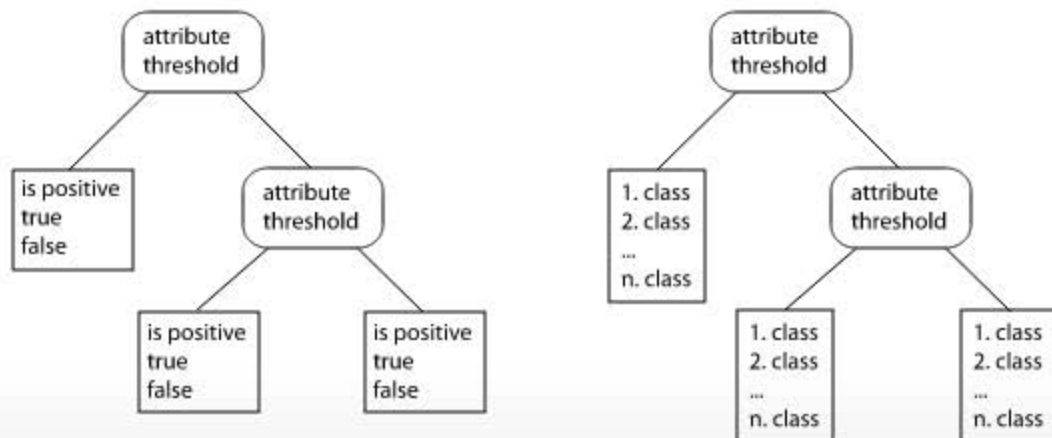 attribute
threshold
is positive
true
false
attribute
threshold
is positive
true
false
is positive
true
false
attribute
threshold
1. class
2. class
...
n. class
attribute
threshold
1. class
2. class
...
n. class
1. class
2. class
...
n. class